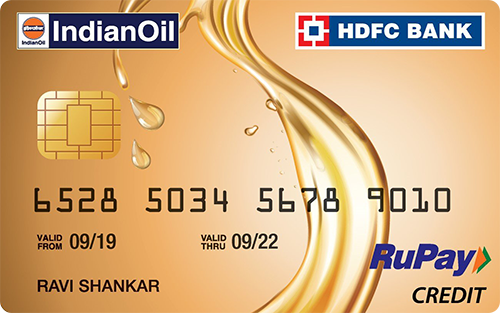 IndianOil
IndianOil
HDFC BANK
6528 5034 5678 9010
VALID FROM 09/19 VALID THRU 09/22
RuPay
RAVI SHANKAR
CREDIT